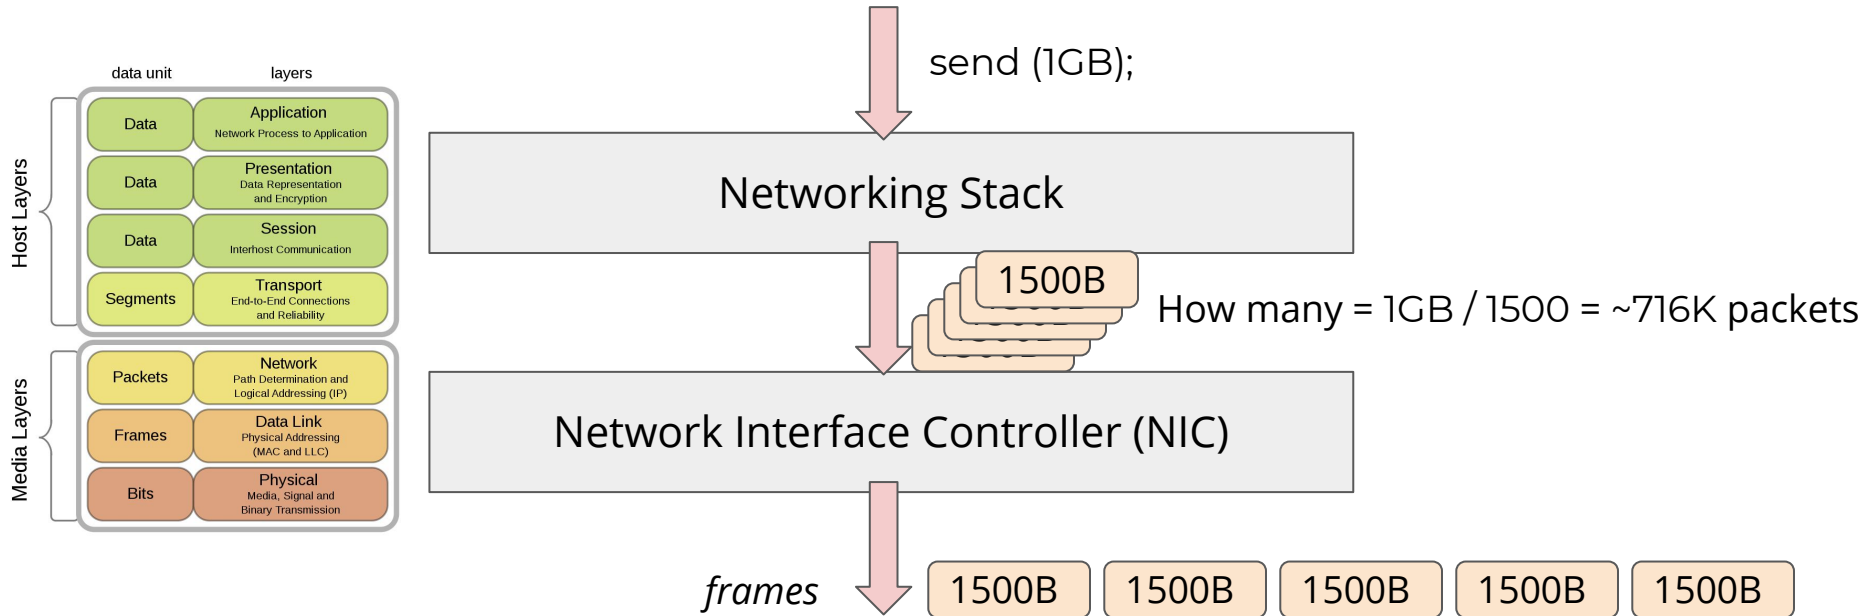 send (1GB);
data unit
layers
Host Layers
Data
Application
Network Process to Application
Data
Presentation
Data Representation
and Encryption
Data
Session
Interhost Communication
Segments
Transport
End-to-End Connections
and Reliability
Media Layers
Packets
Network
Path Determination and
Logical Addressing (IP)
Frames
Data Link
Physical Addressing
(MAC and LLC)
Bits
Physical
Media, Signal and
Binary Transmission
Networking Stack
1500B
How many = 1GB / 1500 = ~716K packets
Network Interface Controller (NIC)
frames
1500B
1500B
1500B
1500B
1500B